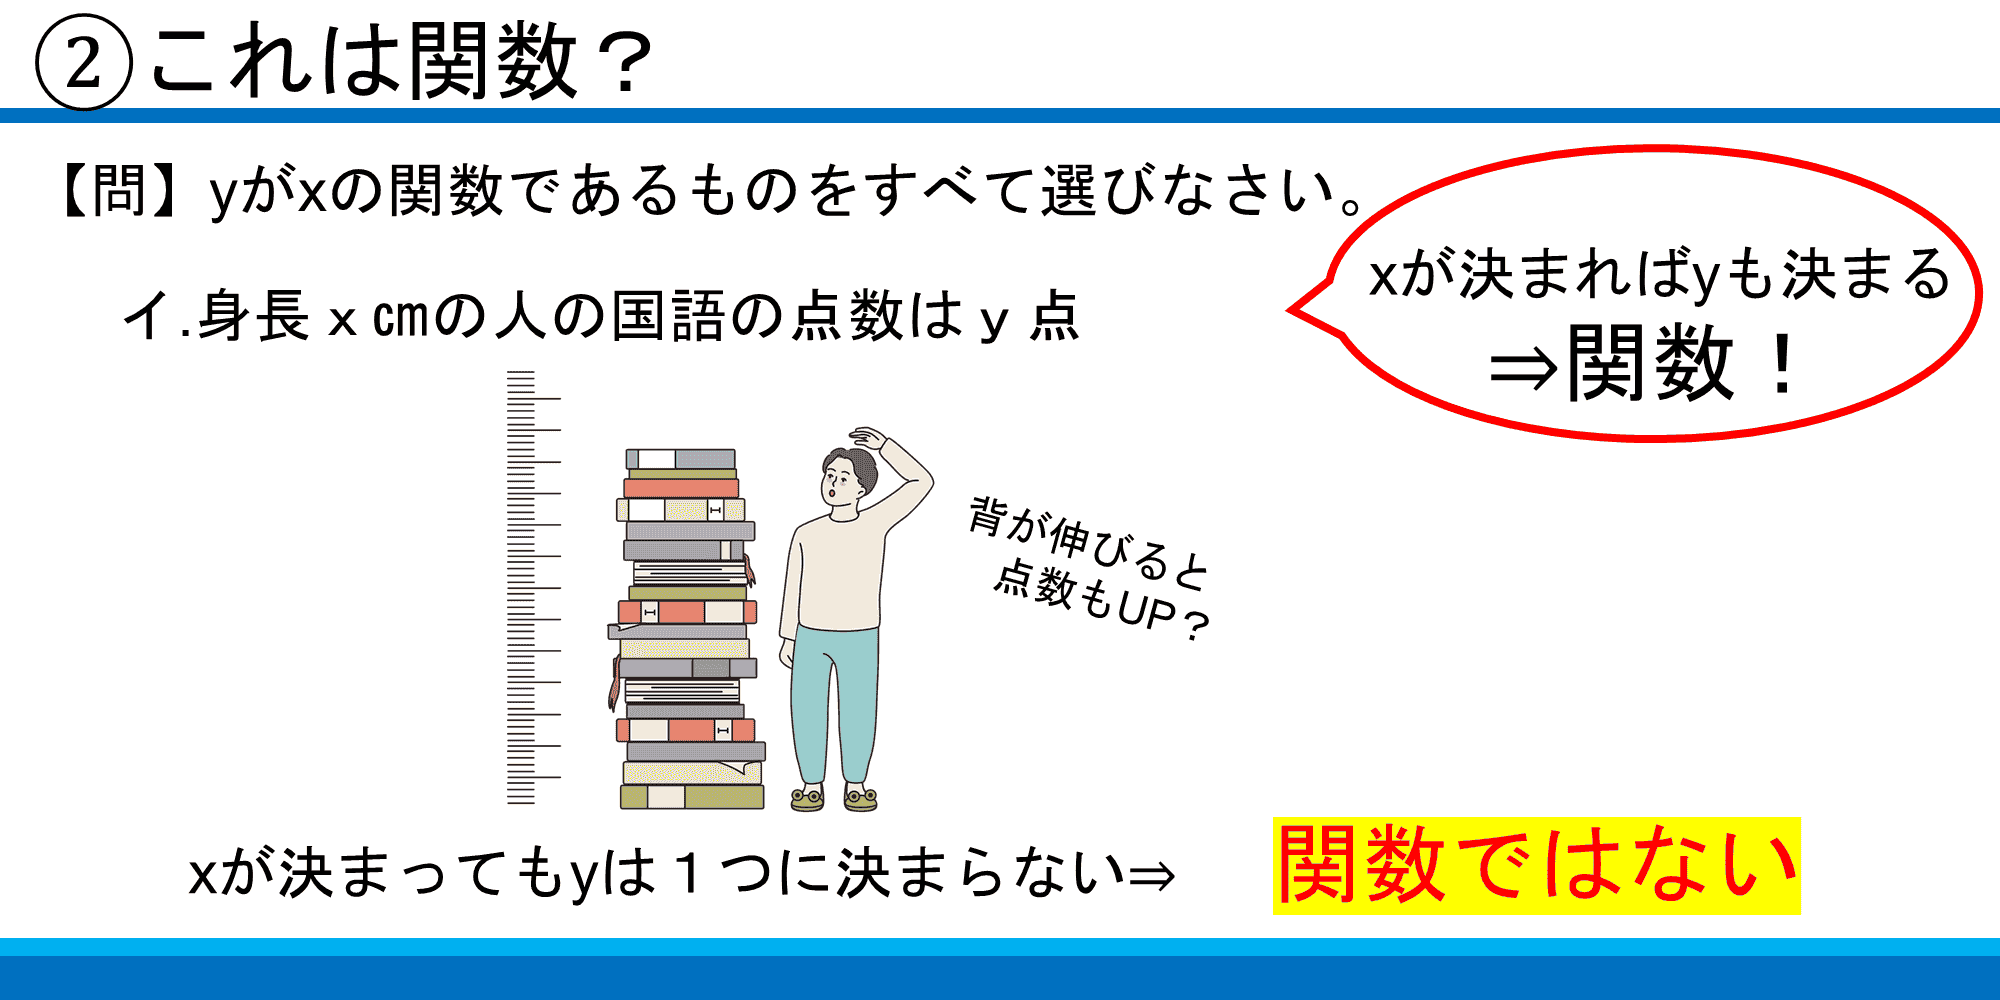 ②これは関数？
【問】yがxの関数であるものをすべて選びなさい。
xが決まればyも決まる
⇒関数！
イ.身長ｘ㎝の人の国語の点数はｙ点
背が伸びると
点数もUP？
xが決まってもyは１つに決まらない⇒
関数ではない